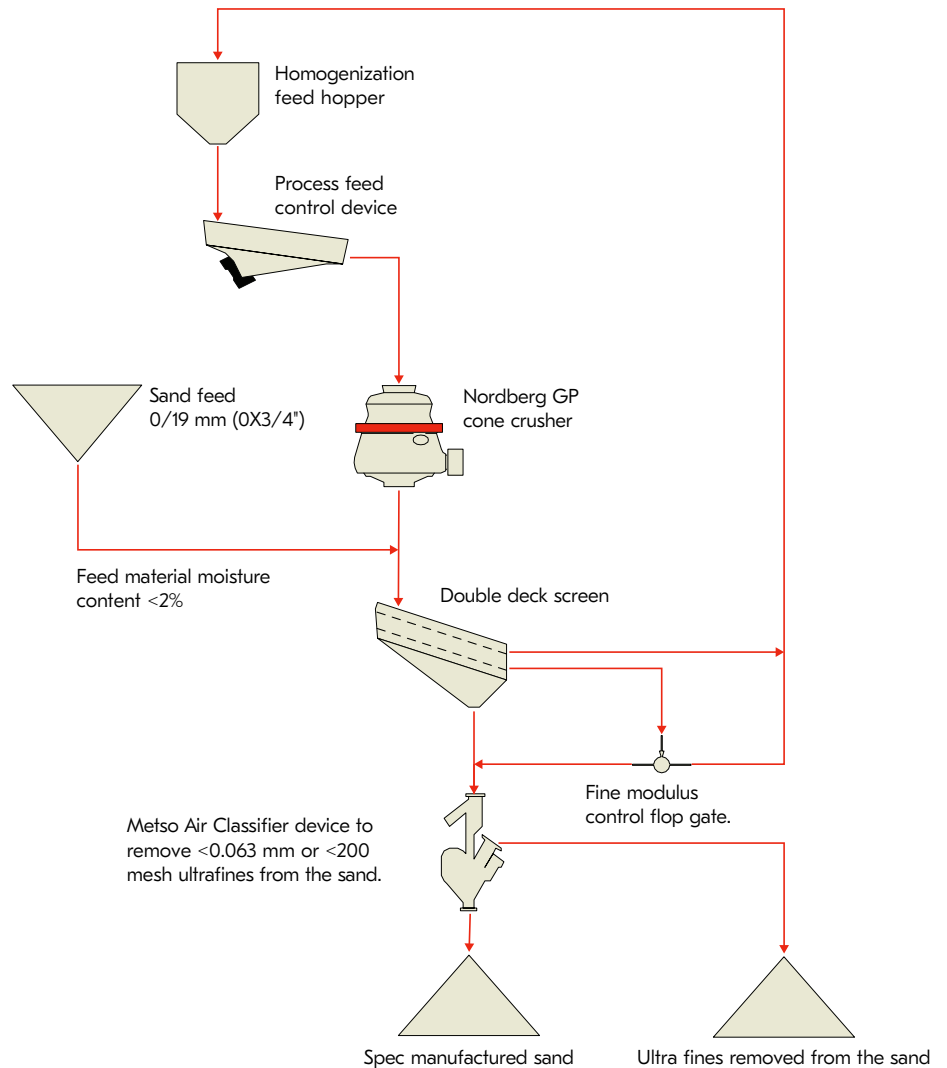 Homogenization
feed hopper
Process feed
control device
Sand feed
0/19 mm (0X3/4")
Nordberg GP
cone crusher
Feed material moisture
content <2%
Double deck screen
Fine modulus
control flop gate.
Metso Air Classifier device to
remove <0.063 mm or <200
mesh ultrafines from the sand.
Spec manufactured sand
Ultra fines removed from the sand